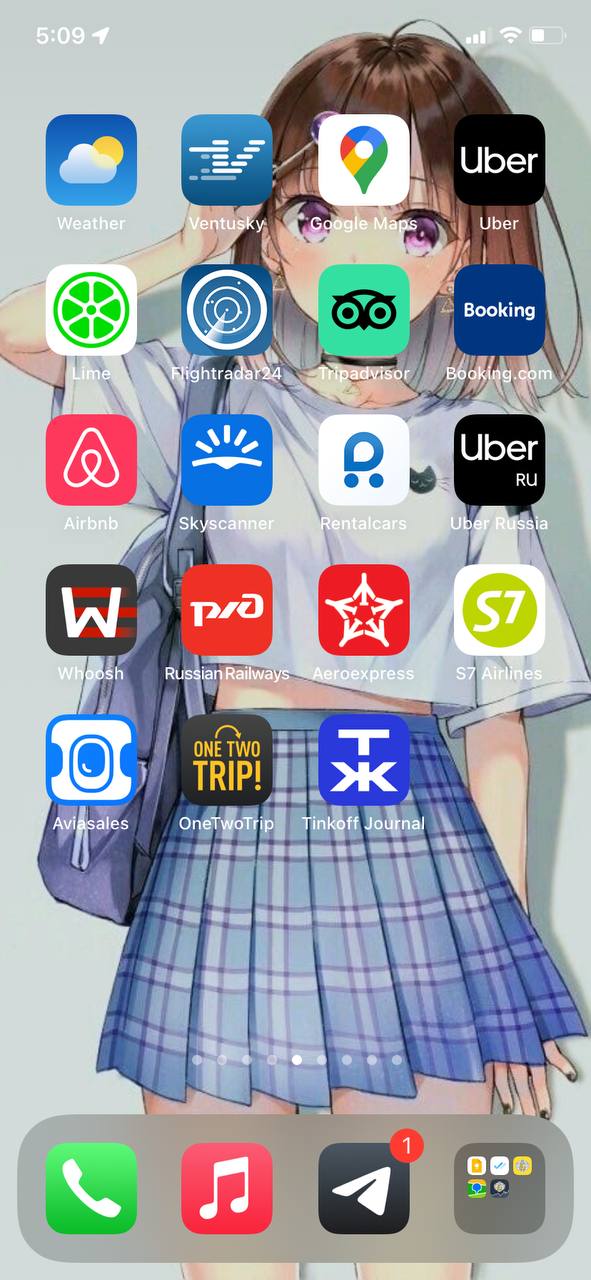 5:09
Weather
Ventusky
Google Maps
Uber
Uber
Lime
Flightradar24
Tripadvisor
Booking
Booking.com
Airbnb
Skyscanner
Rentalcars
Uber
RU
Uber Russia
W
Whoosh
ржд
Russian Railways
Aeroexpress
S7
S7 Airlines
Aviasales
ONE TWO
TRIP!
OneTwoTrip
Т
Ж
Tinkoff Journal
1